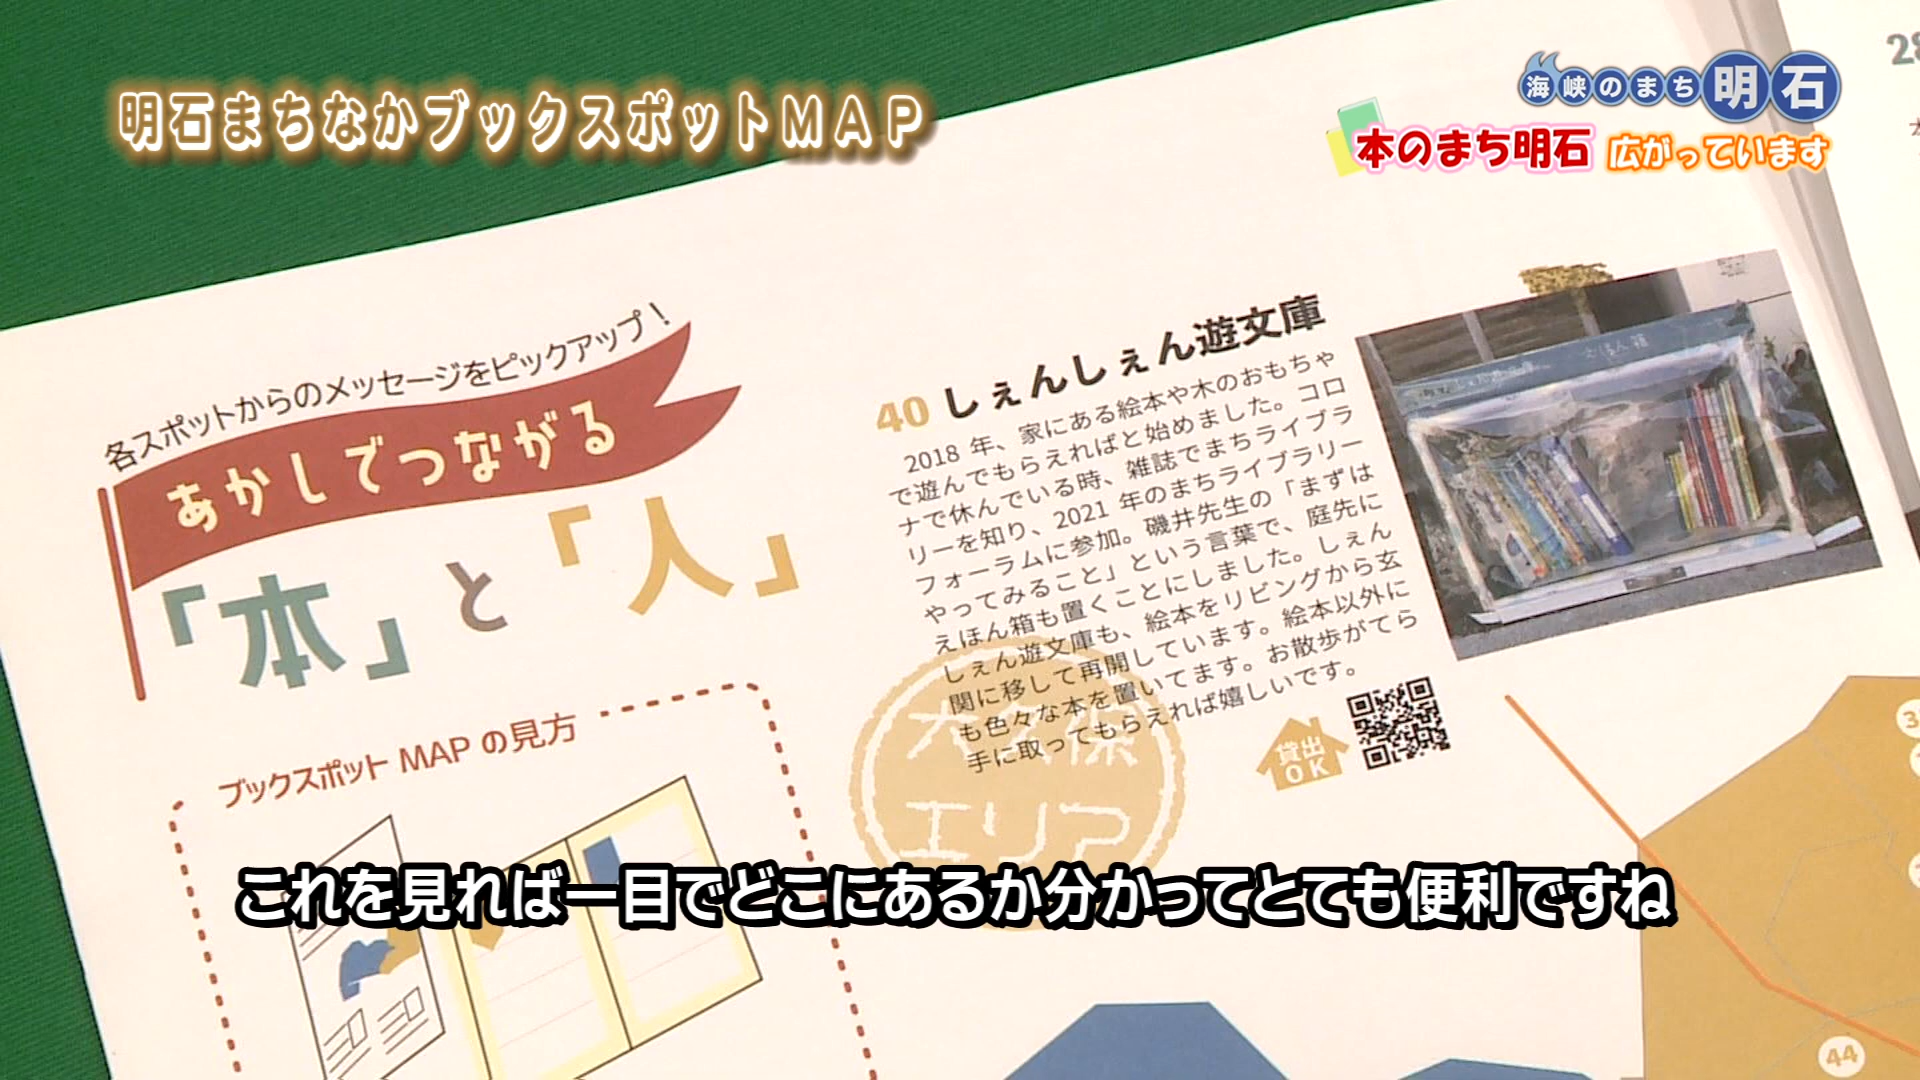 明石まちなかブックスポットMAP
海峡のまち明石
本のまち明石 広がっています
28
各スポットからのメッセージをピックアップ！
あかしでつながる
「本」と「人」
ブックスポット MAP の見方
40 しぇんしぇん遊文庫
2018 年、家にある絵本や木のおもちゃ
で遊んでもらえればと始めました。コロ
ナで休んでいる時、雑誌でまちライブラ
リーを知り、2021 年のまちライブラリー
フォーラムに参加。磯井先生の「まずは
やってみること」という言葉で、庭先に
えほん箱も置くことにしました。しぇん
しぇん遊文庫も、絵本をリビングから玄
関に移して再開しています。絵本以外に
も色々な本を置いてます。お散歩がてら
手に取ってもらえれば嬉しいです。
大久保
エリア
貸出
OK
44
これを見れば一目でどこにあるか分かってとても便利ですね